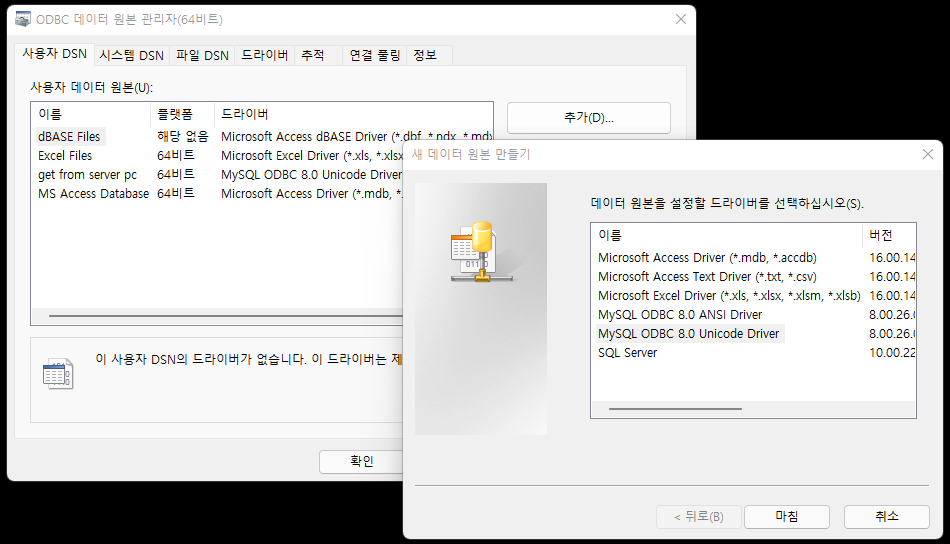 ODBC 데이터 원본 관리자(64비트)
사용자 DSN 시스템 DSN 파일 DSN 드라이버 추적 연결 풀링 정보
사용자 데이터 원본(U):
이름 플랫폼 드라이버
dBASE Files 해당 없음 Microsoft Access dBASE Driver (*.dbf, *.ndx, *.mdx
Excel Files 64비트 Microsoft Excel Driver (*.xls, *.xlsx
get from server pc 64비트 MySQL ODBC 8.0 Unicode Driver
MS Access Database 64비트 Microsoft Access Driver (*.mdb, *.
추가(D)...
이 사용자 DSN의 드라이버가 없습니다. 이 드라이버는 제
확인
새 데이터 원본 만들기
데이터 원본을 설정할 드라이버를 선택하십시오(S).
이름 버전
Microsoft Access Driver (*.mdb, *.accdb) 16.00.14
Microsoft Access Text Driver (*.txt, *.csv) 16.00.14
Microsoft Excel Driver (*.xls, *.xlsx, *.xlsm, *.xlsb) 16.00.14
MySQL ODBC 8.0 ANSI Driver 8.00.26.0
MySQL ODBC 8.0 Unicode Driver 8.00.26.0
SQL Server 10.00.22
< 뒤로(B) 마침 취소